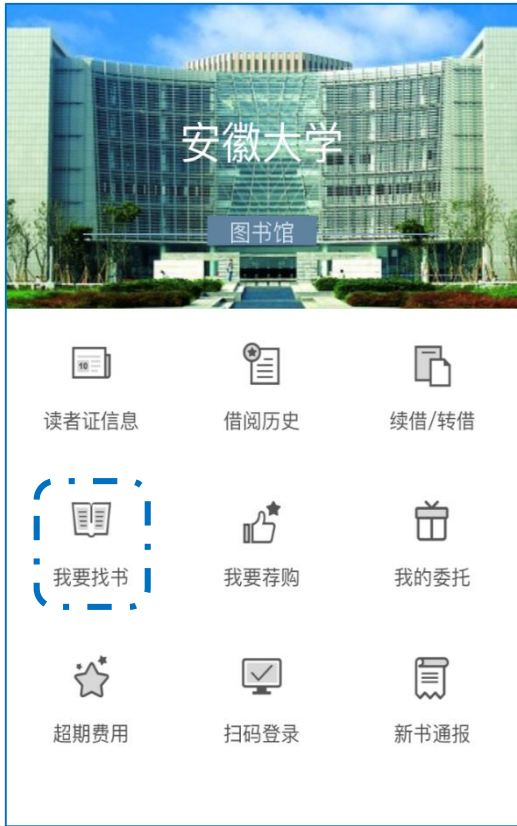 安徽大学
图书馆
10
读者证信息 借阅历史 续借/转借
我要找书 我要荐购 我的委托
超期费用 扫码登录 新书通报